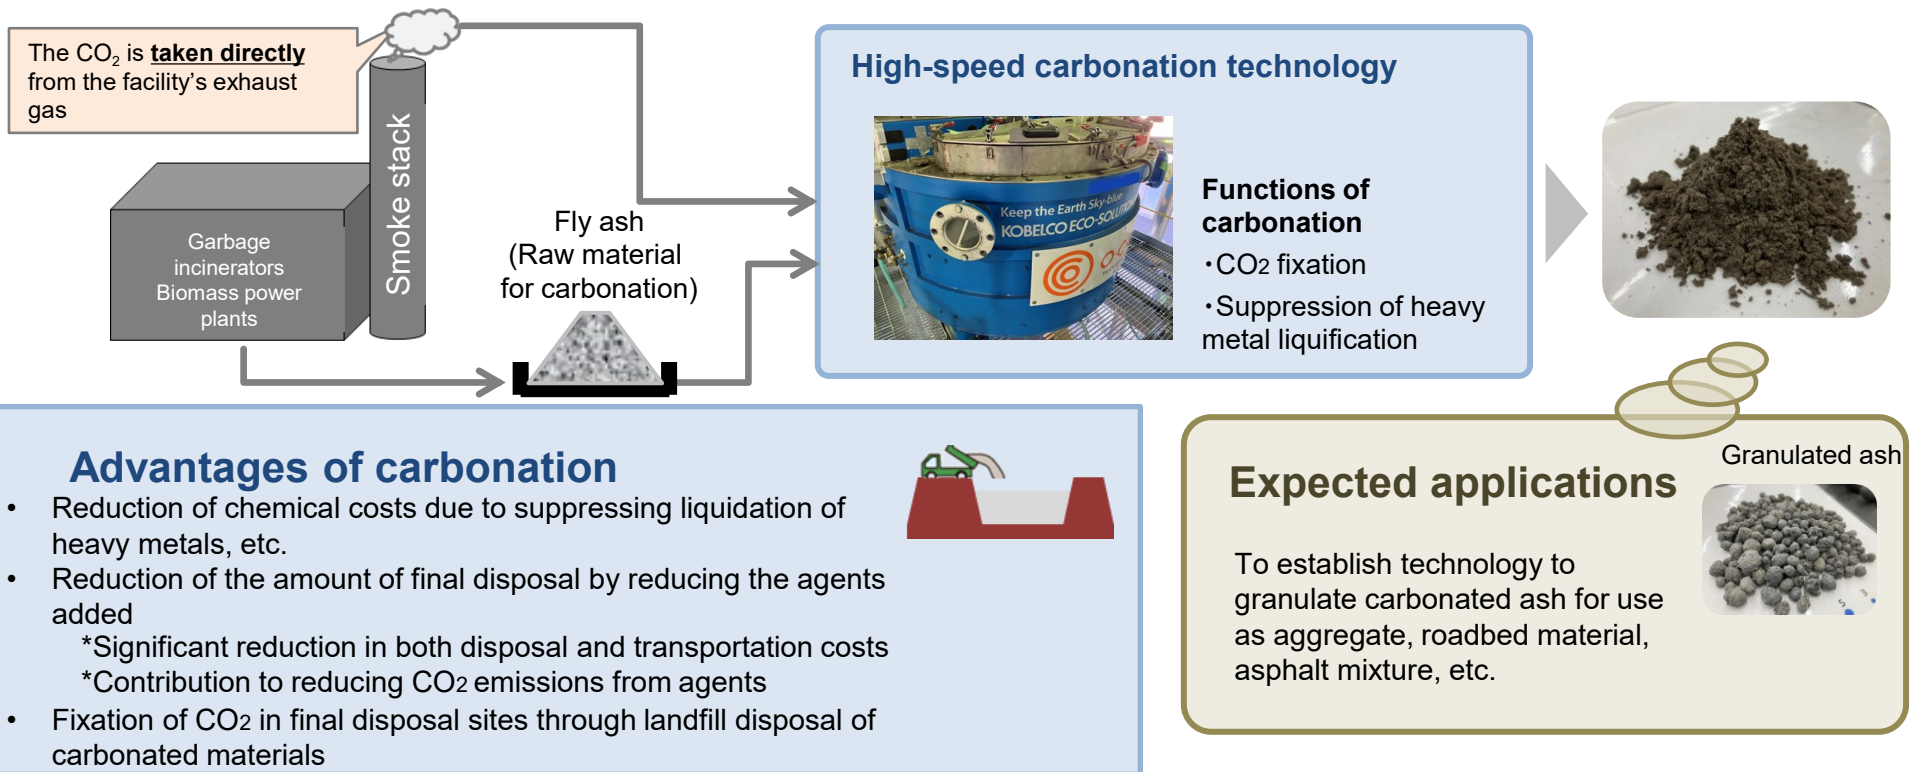 The CO2 is taken directly
from the facility's exhaust
gas
Smoke stack
Garbage
incinerators
Biomass power
plants
Fly ash
(Raw material
for carbonation)
High-speed carbonation technology
Keep the Earth Sky-blue
KOBELCO ECO-SOLUTION
Functions of
carbonation
・CO2 fixation
・Suppression of heavy
metal liquification
Advantages of carbonation
• Reduction of chemical costs due to suppressing liquidation of
heavy metals, etc.
• Reduction of the amount of final disposal by reducing the agents
added
*Significant reduction in both disposal and transportation costs
*Contribution to reducing CO2 emissions from agents
• Fixation of CO2 in final disposal sites through landfill disposal of
carbonated materials
Granulated ash
Expected applications
To establish technology to
granulate carbonated ash for use
as aggregate, roadbed material,
asphalt mixture, etc.